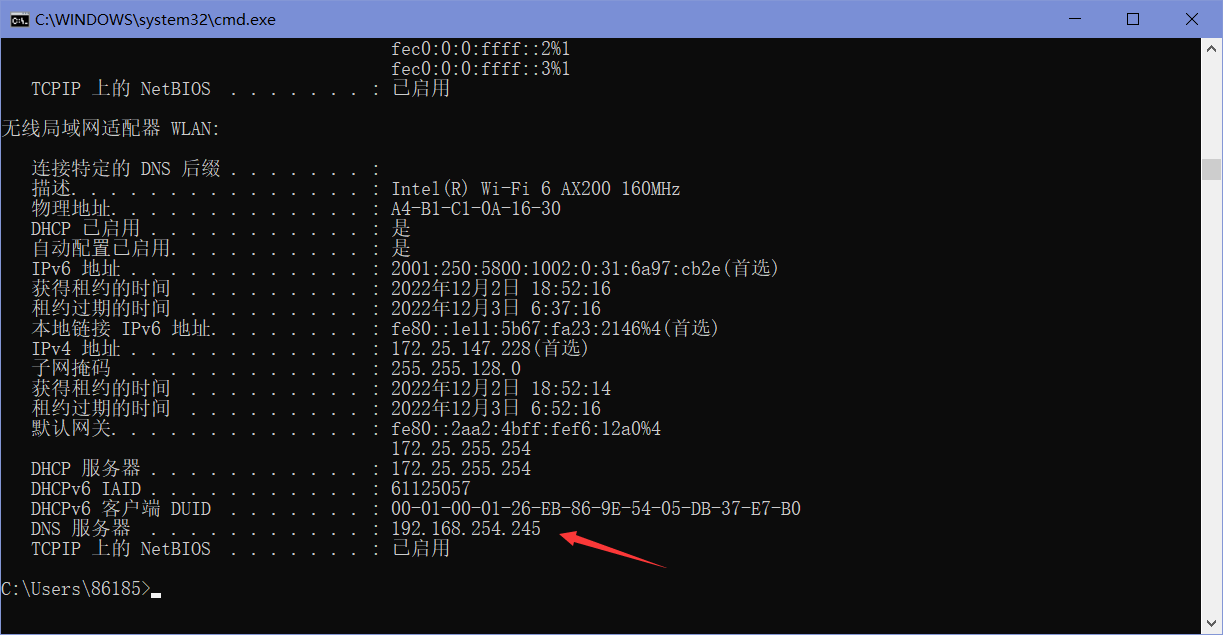 C:\WINDOWS\system32\cmd.exe
fec0:0:0:ffff::2%1
fec0:0:0:ffff::3%1
TCPIP 上的 NetBIOS . . . . . . . : 已启用
无线局域网适配器 WLAN:
连接特定的 DNS 后缀 . . . . . . . :
描述. . . . . . . . . . . . . . . : Intel(R) Wi-Fi 6 AX200 160MHz
物理地址. . . . . . . . . . . . . : A4-B1-C1-0A-16-30
DHCP 已启用 . . . . . . . . . . . : 是
自动配置已启用. . . . . . . . . . : 是
IPv6 地址 . . . . . . . . . . . . : 2001:250:5800:1002:0:31:6a97:cb2e(首选)
获得租约的时间  . . . . . . . . . : 2022年12月2日 18:52:16
租约过期的时间  . . . . . . . . . : 2022年12月3日 6:37:16
本地链接 IPv6 地址. . . . . . . . : fe80::1e11:5b67:fa23:2146%4(首选)
IPv4 地址 . . . . . . . . . . . . : 172.25.147.228(首选)
子网掩码  . . . . . . . . . . . . : 255.255.128.0
获得租约的时间  . . . . . . . . . : 2022年12月2日 18:52:14
租约过期的时间  . . . . . . . . . : 2022年12月3日 6:52:16
默认网关. . . . . . . . . . . . . : fe80::2aa2:4bff:fef6:12a0%4
172.25.255.254
DHCP 服务器 . . . . . . . . . . . : 172.25.255.254
DHCPv6 IAID . . . . . . . . . . . : 61125057
DHCPv6 客户端 DUID  . . . . . . . : 00-01-00-01-26-EB-86-9E-54-05-DB-37-E7-B0
DNS 服务器  . . . . . . . . . . . : 192.168.254.245
TCPIP 上的 NetBIOS  . . . . . . . : 已启用
C:\Users\86185>